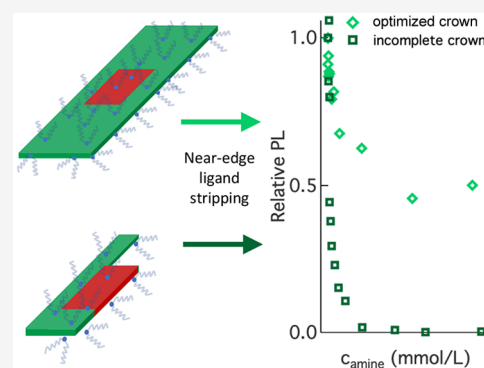 optimized crown
incomplete crown
Near-edge
ligand
stripping
Relative PL
1.0
0.5
0.0
c_amine (mmol/L)